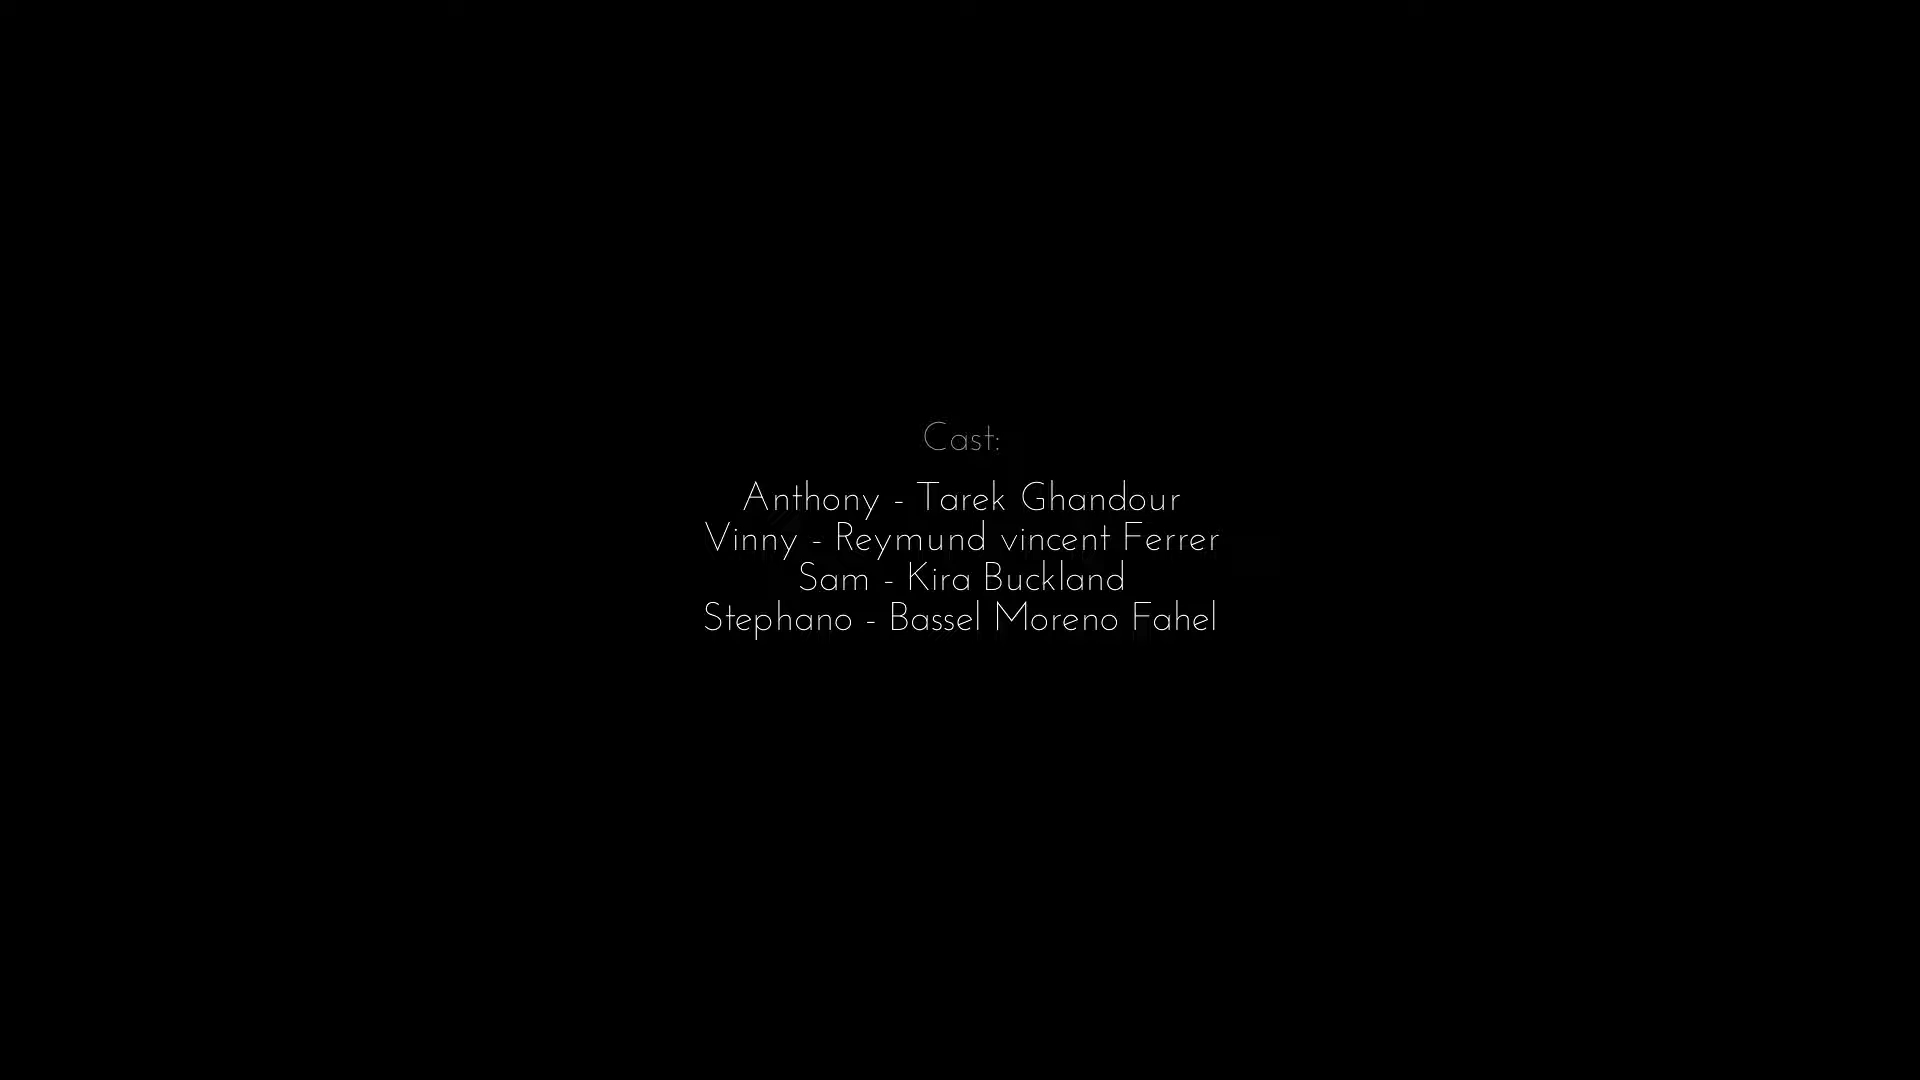 Cast:
Anthony - Tarek Ghandour
Vinny - Reymund vincent Ferrer
Sam - Kira Buckland
Stephano - Bassel Moreno Fahel